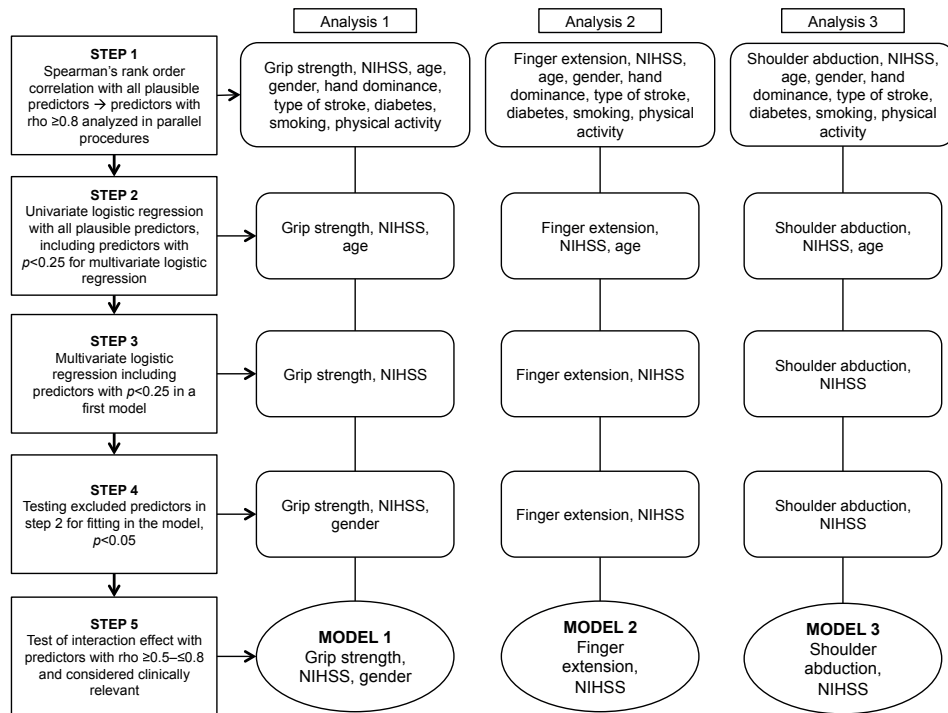 Analysis 1
Analysis 2
Analysis 3
STEP 1
Spearman's rank order
correlation with all plausible
predictors → predictors with
rho ≥0.8 analyzed in parallel
procedures
Grip strength, NIHSS, age,
gender, hand dominance,
type of stroke, diabetes,
smoking, physical activity
Finger extension, NIHSS,
age, gender, hand
dominance, type of stroke,
diabetes, smoking, physical
activity
Shoulder abduction, NIHSS,
age, gender, hand
dominance, type of stroke,
diabetes, smoking, physical
activity
STEP 2
Univariate logistic regression
with all plausible predictors,
including predictors with
p<0.25 for multivariate logistic
regression
Grip strength, NIHSS,
age
Finger extension,
NIHSS, age
Shoulder abduction,
NIHSS, age
STEP 3
Multivariate logistic
regression including
predictors with p<0.25 in a
first model
Grip strength, NIHSS
Finger extension, NIHSS
Shoulder abduction,
NIHSS
STEP 4
Testing excluded predictors in
step 2 for fitting in the model,
p<0.05
Grip strength, NIHSS,
gender
Finger extension, NIHSS
Shoulder abduction,
NIHSS
STEP 5
Test of interaction effect with
predictors with rho ≥0.5–≤0.8
and considered clinically
relevant
MODEL 1
Grip strength,
NIHSS, gender
MODEL 2
Finger
extension,
NIHSS
MODEL 3
Shoulder
abduction,
NIHSS